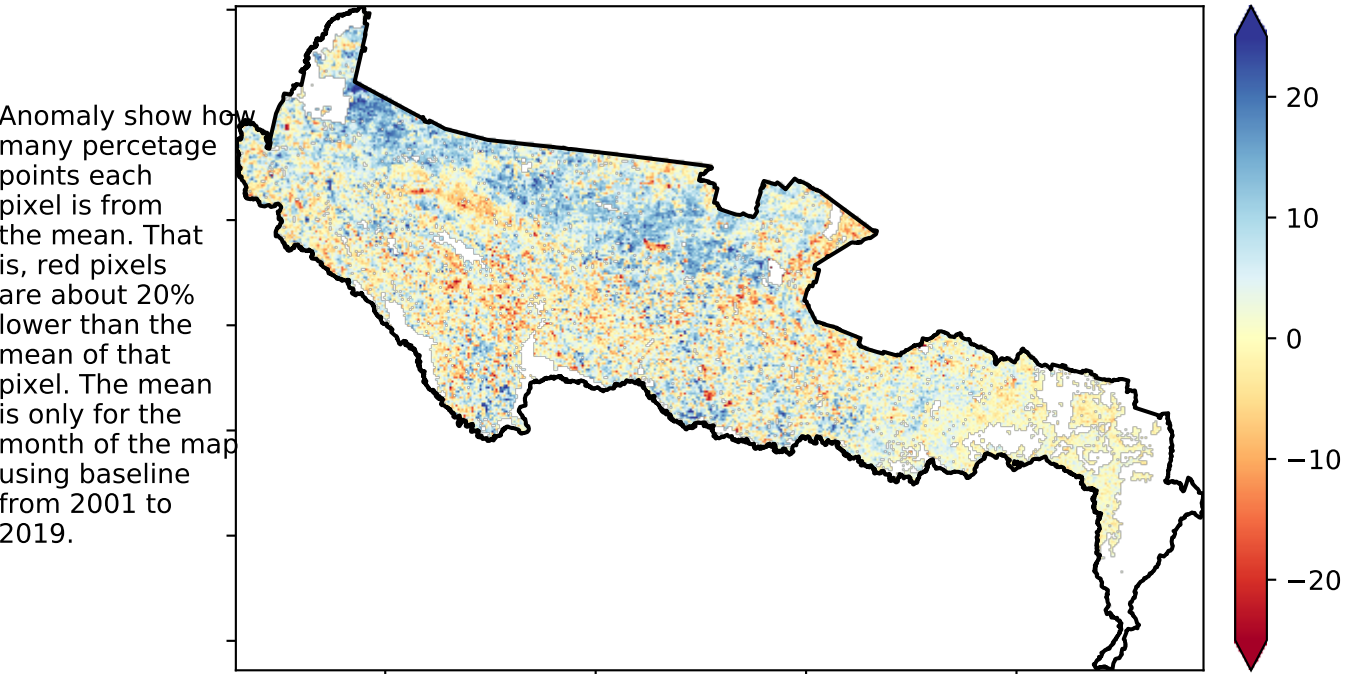 Anomaly show how
many percetage
points each
pixel is from
the mean. That
is, red pixels
are about 20%
lower than the
mean of that
pixel. The mean
is only for the
month of the map
using baseline
from 2001 to
2019.
20
10
0
−10
−20